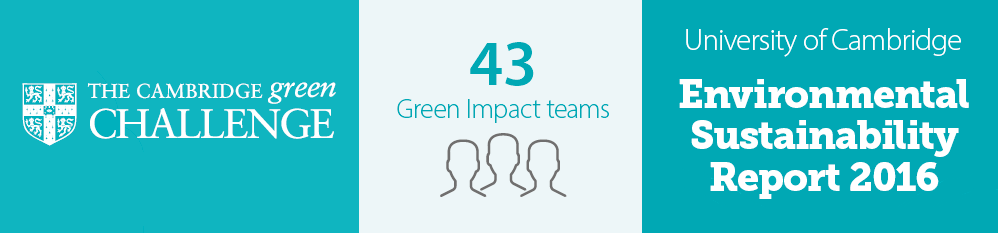 THE CAMBRIDGE green
CHALLENGE
43
Green Impact teams
University of Cambridge
Environmental
Sustainability
Report 2016